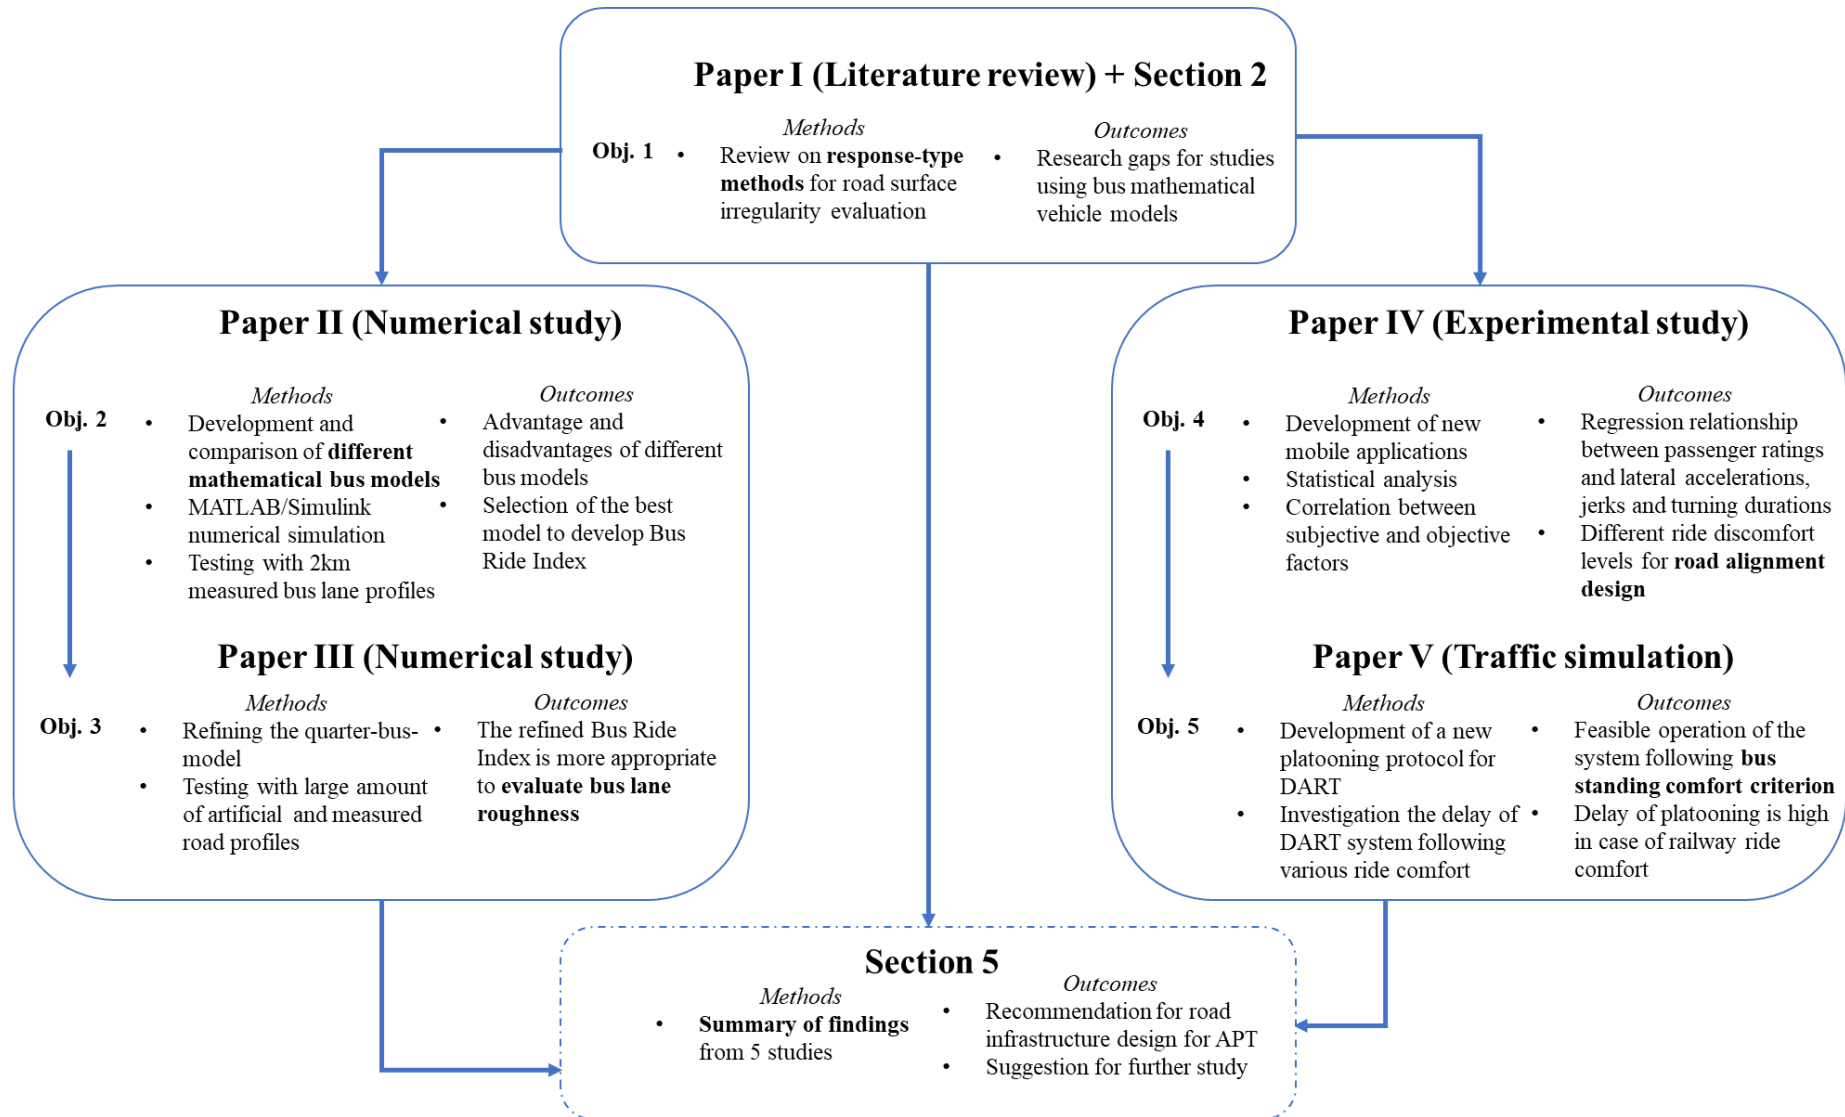 Paper I (Literature review) + Section 2
Methods
Outcomes
Obj. 1
• Review on response-type
methods for road surface
irregularity evaluation
• Research gaps for studies
using bus mathematical
vehicle models
Paper II (Numerical study)
Methods
Outcomes
Obj. 2
• Development and
comparison of different
mathematical bus models
• MATLAB/Simulink
numerical simulation
• Testing with 2km
measured bus lane profiles
• Advantage and
disadvantages of different
bus models
• Selection of the best
model to develop Bus
Ride Index
Paper III (Numerical study)
Methods
Outcomes
Obj. 3
• Refining the quarter-bus-
model
• Testing with large amount
of artificial and measured
road profiles
• The refined Bus Ride
Index is more appropriate
to evaluate bus lane
roughness
Paper IV (Experimental study)
Methods
Outcomes
Obj. 4
• Development of new
mobile applications
• Statistical analysis
• Correlation between
subjective and objective
factors
• Regression relationship
between passenger ratings
and lateral accelerations,
jerks and turning durations
• Different ride discomfort
levels for road alignment
design
Paper V (Traffic simulation)
Methods
Outcomes
Obj. 5
• Development of a new
platooning protocol for
DART
• Investigation the delay of
DART system following
various ride comfort
• Feasible operation of the
system following bus
standing comfort criterion
• Delay of platooning is high
in case of railway ride
comfort
Section 5
Methods
Outcomes
• Summary of findings
from 5 studies
• Recommendation for road
infrastructure design for APT
• Suggestion for further study